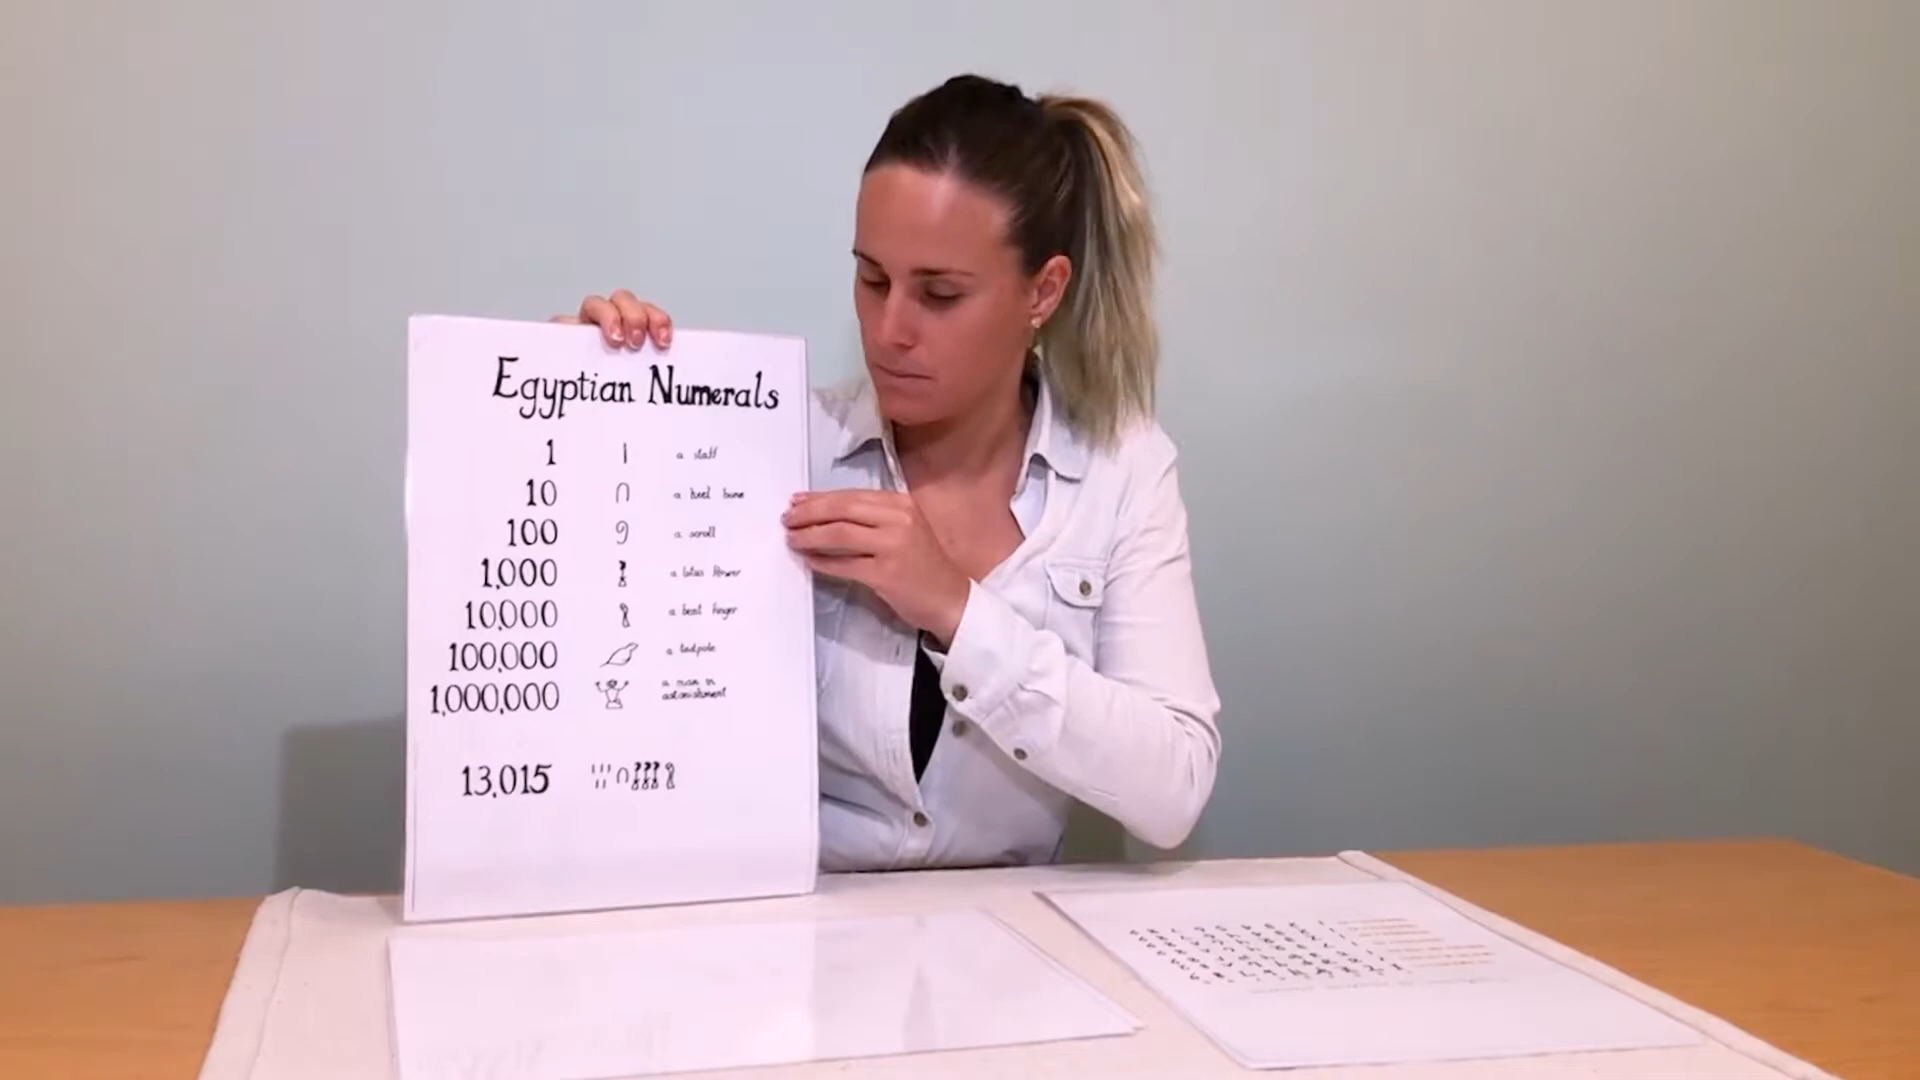 Egyptian Numerals
1 a staff
10 a heel bone
100 a scroll
1,000 a lotus flower
10,000 a bent finger
100,000 a tadpole
1,000,000 a man in
astonishment
13,015